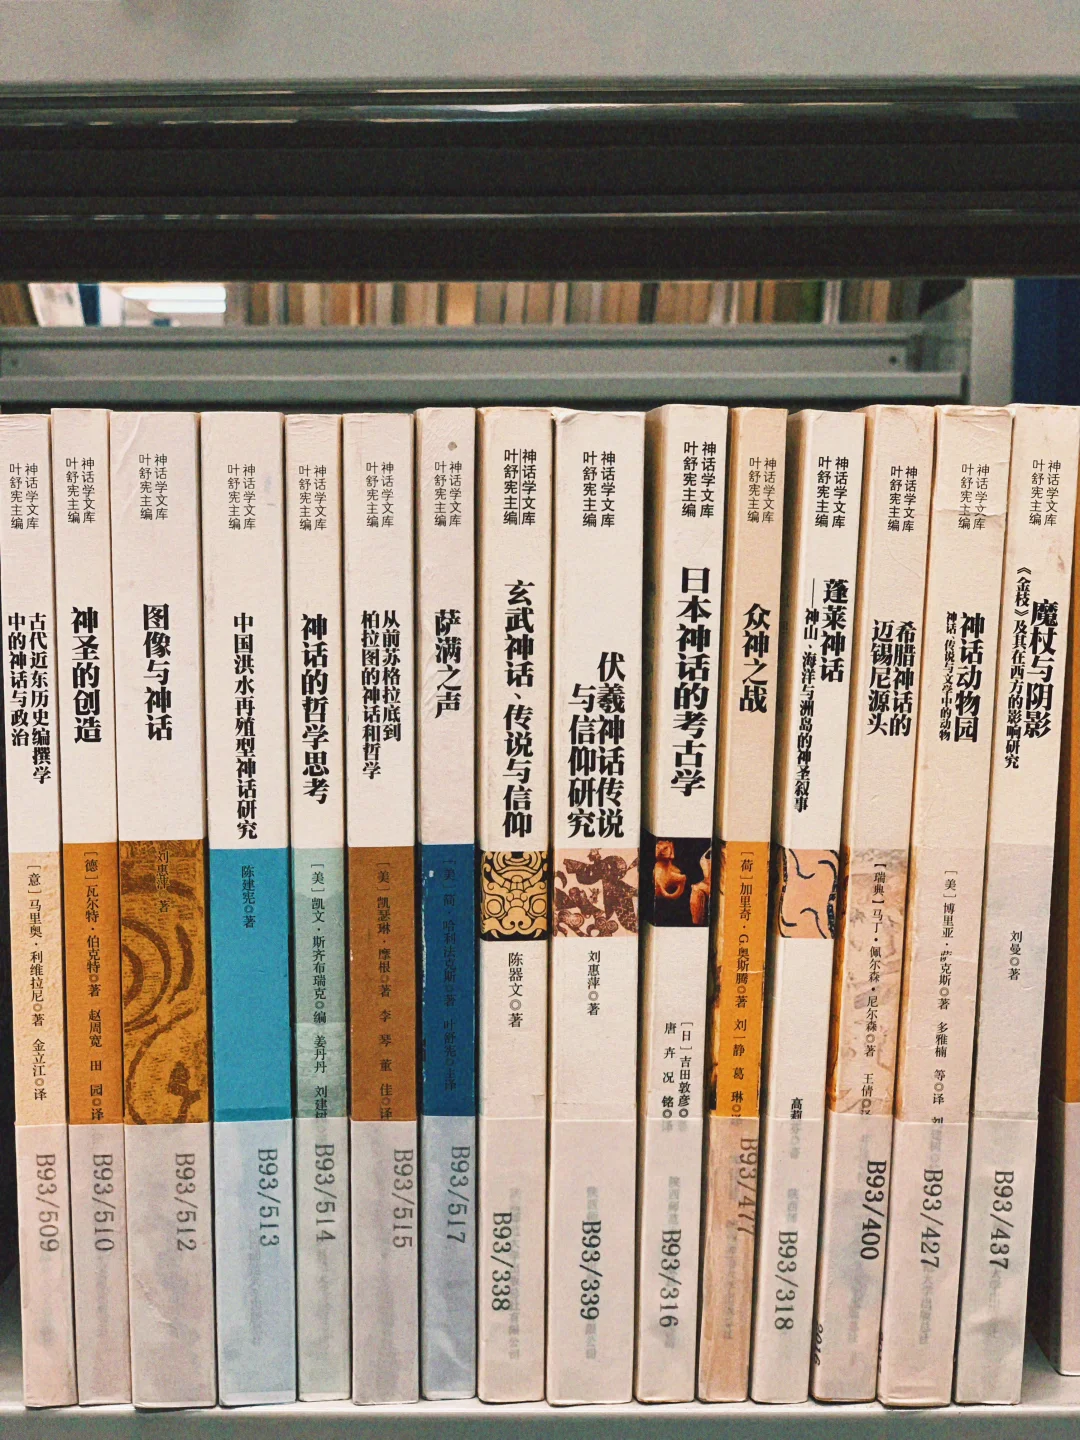 神话学文库
叶舒宪主编
古代近东历史编撰学
中的神话与政治
［意］马里奥·利维拉尼◎著 金立江◎译
B93/509
神话学文库
叶舒宪主编
神圣的创造
［德］瓦尔特·伯克特◎著 赵周宽 田 园◎译
B93/510
神话学文库
叶舒宪主编
图像与神话
刘惠萍 著
B93/512
神话学文库
叶舒宪主编
中国洪水再殖型神话研究
陈建宪◎著
B93/513
神话学文库
叶舒宪主编
神话的哲学思考
［美］凯文·斯齐布瑞克◎编 姜丹丹 刘建树
B93/514
神话学文库
叶舒宪主编
从前苏格拉底到
柏拉图的神话和哲学
［美］凯瑟琳·摩根◎著 李 琴 董 佳◎译
B93/515
神话学文库
叶舒宪主编
萨满之声
［美］简·哈利法克斯◎著 叶舒宪◎主译
B93/517
神话学文库
叶舒宪主编
玄武神话、传说与信仰
陈器文◎著
B93/338
神话学文库
叶舒宪主编
伏羲神话传说
与信仰研究
刘惠萍◎著
B93/339
神话学文库
叶舒宪主编
日本神话的考古学
［日］吉田敦彦◎
唐 卉 况 铭◎
B93/316
神话学文库
叶舒宪主编
众神之战
［荷］加里奇·G·奥斯腾◎著 刘一静 葛 琳◎
B93/477
神话学文库
叶舒宪主编
蓬莱神话
——神山、海洋与洲岛的神圣叙事
高莉
B93/318
神话学文库
叶舒宪主编
希腊神话的
迈锡尼源头
［瑞典］马丁·佩尔森·尼尔森◎著 王倩◎译
B93/400
神话学文库
叶舒宪主编
神话动物园
神话、传说与文学中的动物
［美］博里亚·萨克斯◎著 多雅楠 等◎译 刘
B93/427
神话学文库
叶舒宪主编
魔杖与阴影
《金枝》及其在西方的影响研究
刘曼◎著
B93/437